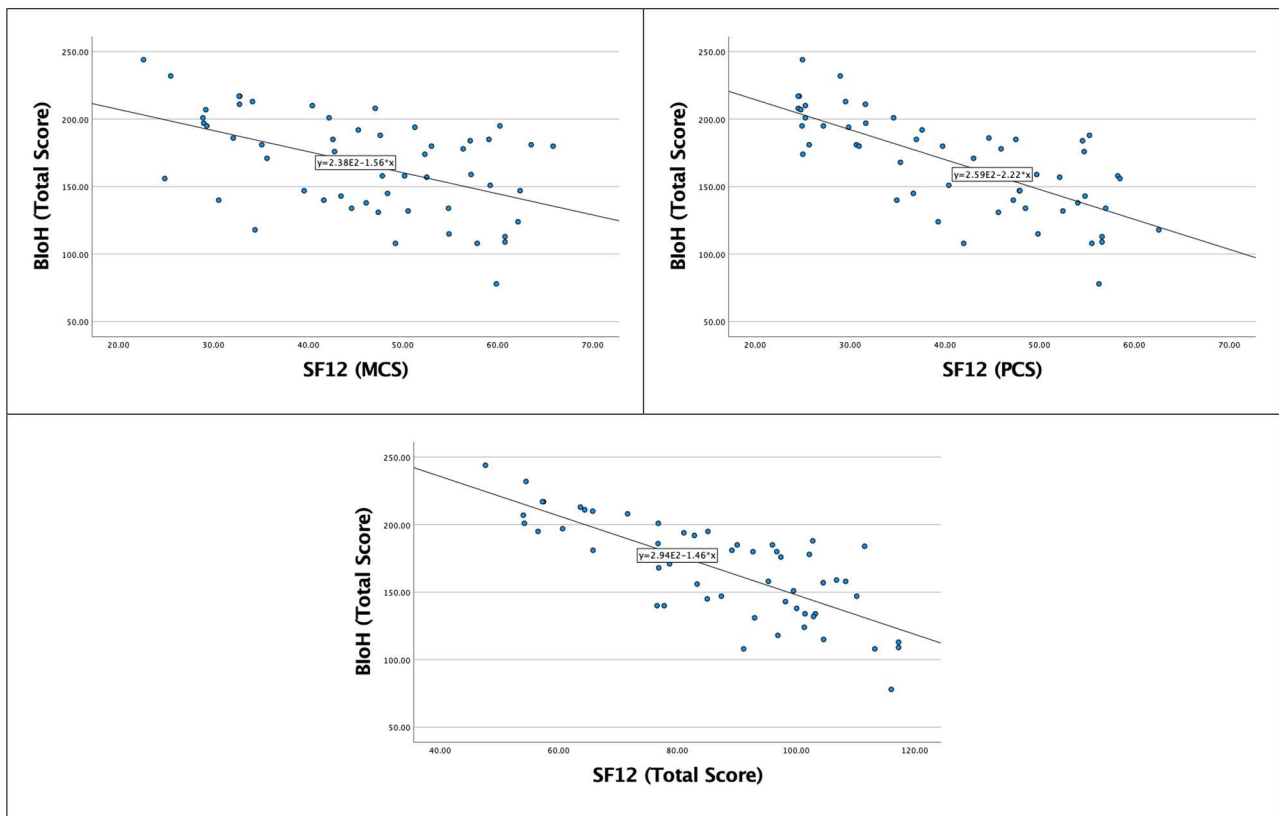 250.00
200.00
150.00
100.00
50.00
BIoH (Total Score)
y=2.38E2-1.56*x
20.00 30.00 40.00 50.00 60.00 70.00
SF12 (MCS)
250.00
200.00
150.00
100.00
50.00
BIoH (Total Score)
y=2.59E2-2.22*x
20.00 30.00 40.00 50.00 60.00 70.00
SF12 (PCS)
250.00
200.00
150.00
100.00
50.00
BIoH (Total Score)
y=2.94E2-1.46*x
40.00 60.00 80.00 100.00 120.00
SF12 (Total Score)